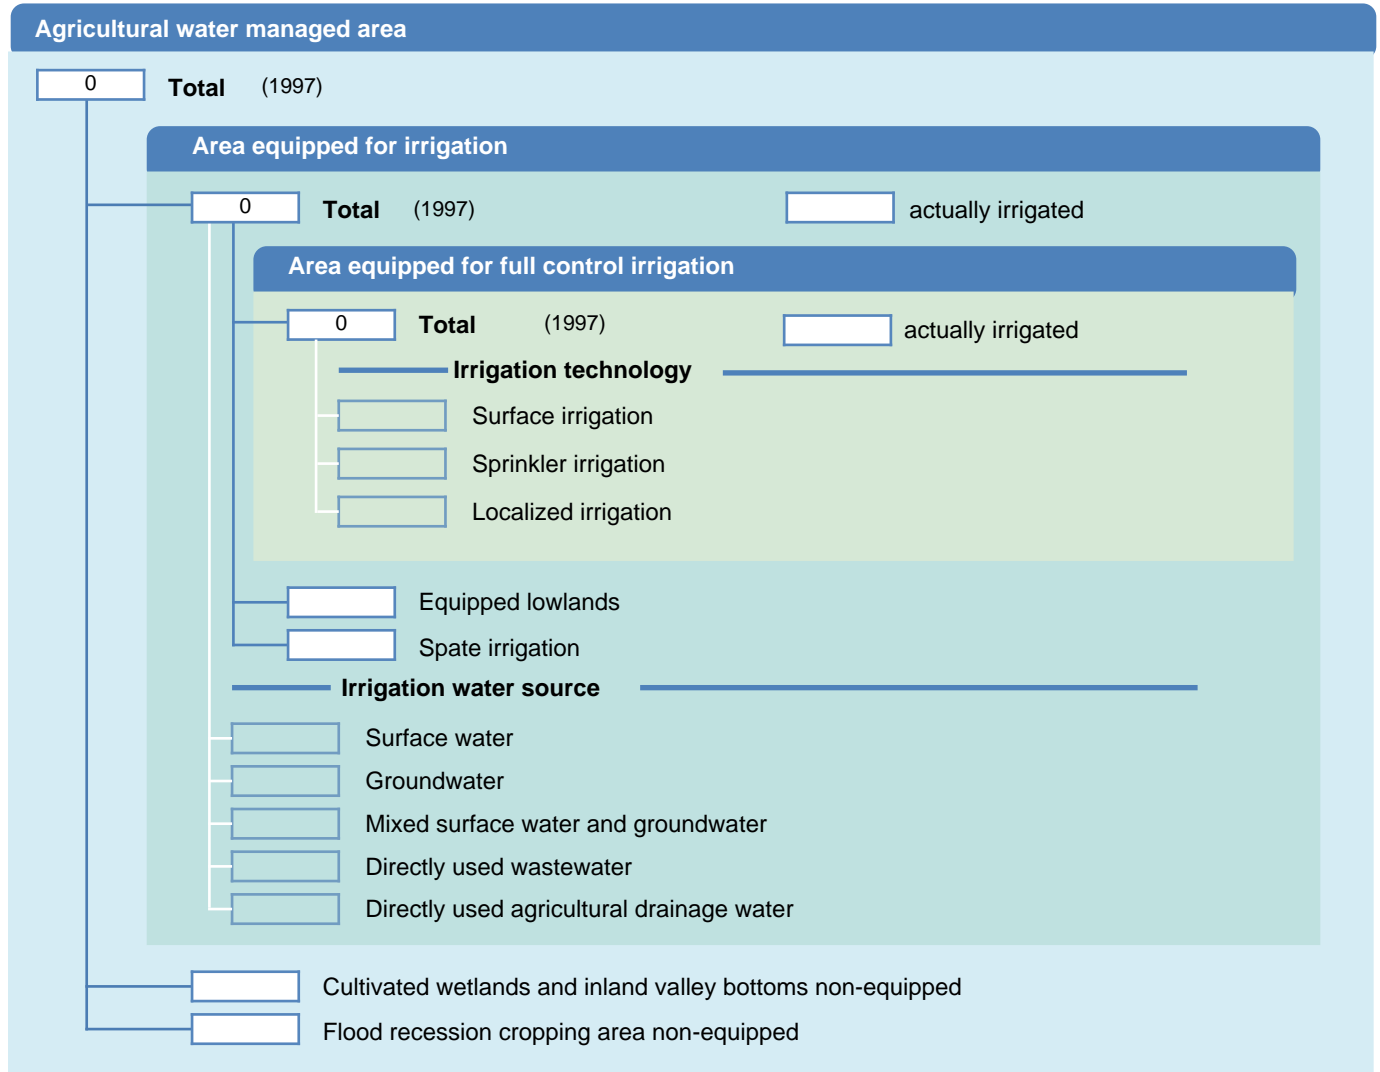 Agricultural water managed area
0 Total (1997)
Area equipped for irrigation
0 Total (1997) actually irrigated
Area equipped for full control irrigation
0 Total (1997) actually irrigated
Irrigation technology
Surface irrigation
Sprinkler irrigation
Localized irrigation
Equipped lowlands
Spate irrigation
Irrigation water source
Surface water
Groundwater
Mixed surface water and groundwater
Directly used wastewater
Directly used agricultural drainage water
Cultivated wetlands and inland valley bottoms non-equipped
Flood recession cropping area non-equipped